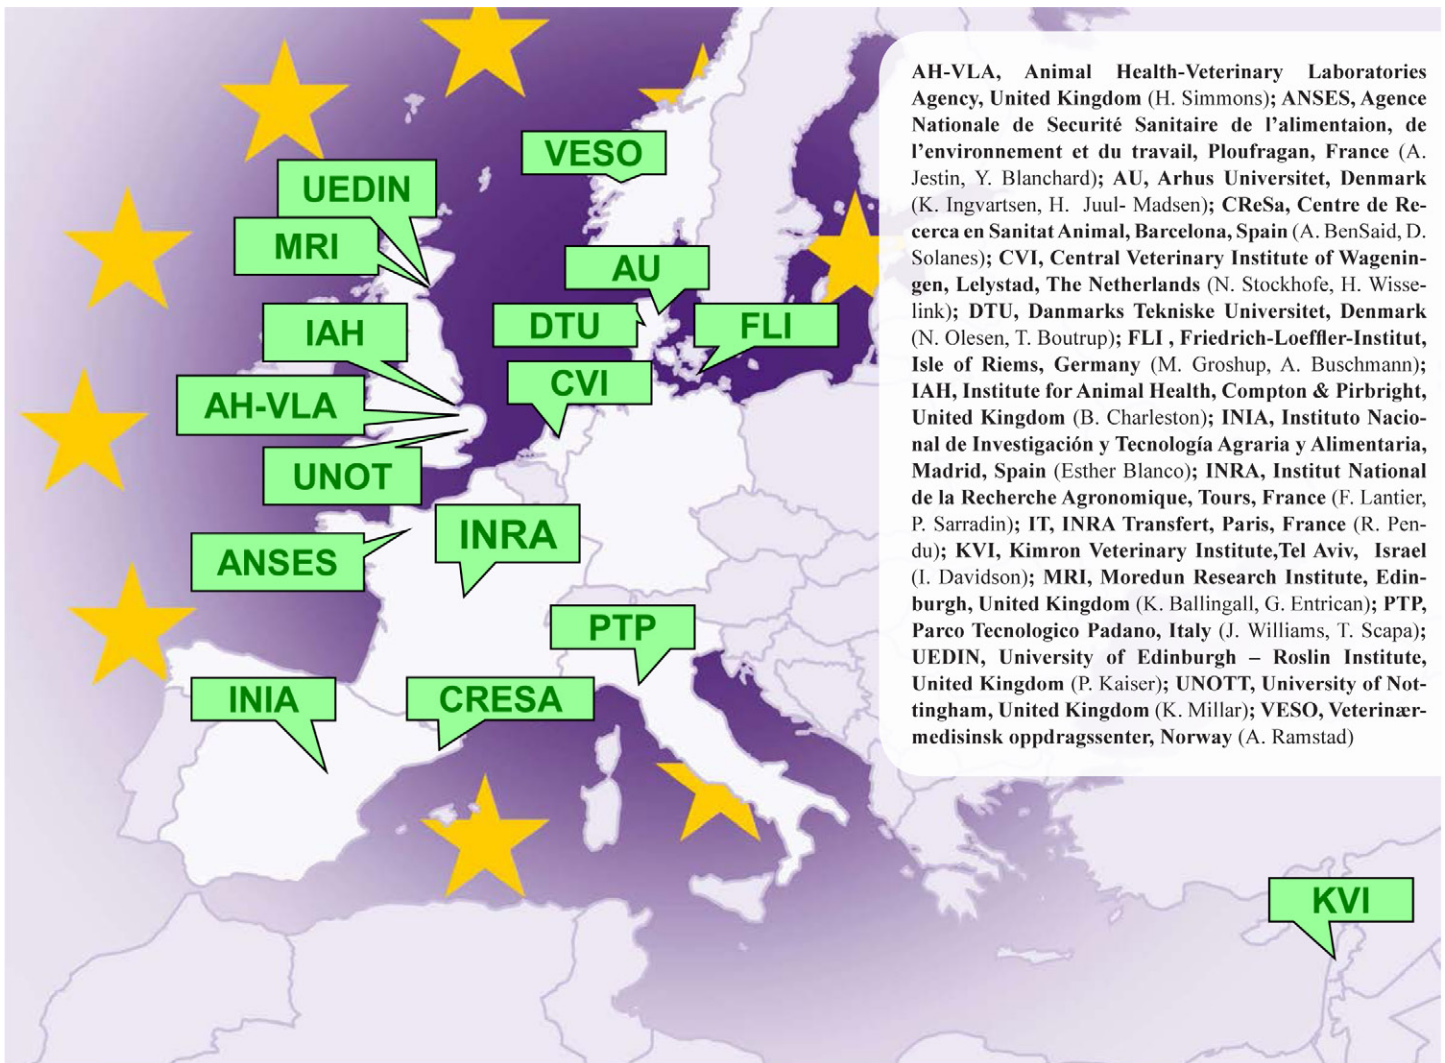 VESO
UEDIN
MRI
AU
IAH
DTU
FLI
CVI
AH-VLA
UNOT
INRA
ANSES
PTP
INIA
CRESA
KVI
AH-VLA, Animal Health-Veterinary Laboratories
Agency, United Kingdom (H. Simmons); ANSES, Agence
Nationale de Securité Sanitaire de l’alimentaion, de
l’environnement et du travail, Ploufragan, France (A.
Jestin, Y. Blanchard); AU, Arhus Universitet, Denmark
(K. Ingvartsen, H. Juul- Madsen); CReSa, Centre de Re-
cerca en Sanitat Animal, Barcelona, Spain (A. BenSaid, D.
Solanes); CVI, Central Veterinary Institute of Wagenin-
gen, Lelystad, The Netherlands (N. Stockhofe, H. Wisse-
link); DTU, Danmarks Tekniske Universitet, Denmark
(N. Olesen, T. Boutrup); FLI , Friedrich-Loeffler-Institut,
Isle of Riems, Germany (M. Groshup, A. Buschmann);
IAH, Institute for Animal Health, Compton & Pirbright,
United Kingdom (B. Charleston); INIA, Instituto Nacio-
nal de Investigación y Tecnología Agraria y Alimentaria,
Madrid, Spain (Esther Blanco); INRA, Institut National
de la Recherche Agronomique, Tours, France (F. Lantier,
P. Sarradin); IT, INRA Transfert, Paris, France (R. Pen-
du); KVI, Kimron Veterinary Institute,Tel Aviv, Israel
(I. Davidson); MRI, Moredun Research Institute, Edin-
burgh, United Kingdom (K. Ballingall, G. Entrican); PTP,
Parco Tecnologico Padano, Italy (J. Williams, T. Scapa);
UEDIN, University of Edinburgh – Roslin Institute,
United Kingdom (P. Kaiser); UNOTT, University of Not-
tingham, United Kingdom (K. Millar); VESO, Veterinær-
medisinsk oppdragssenter, Norway (A. Ramstad)